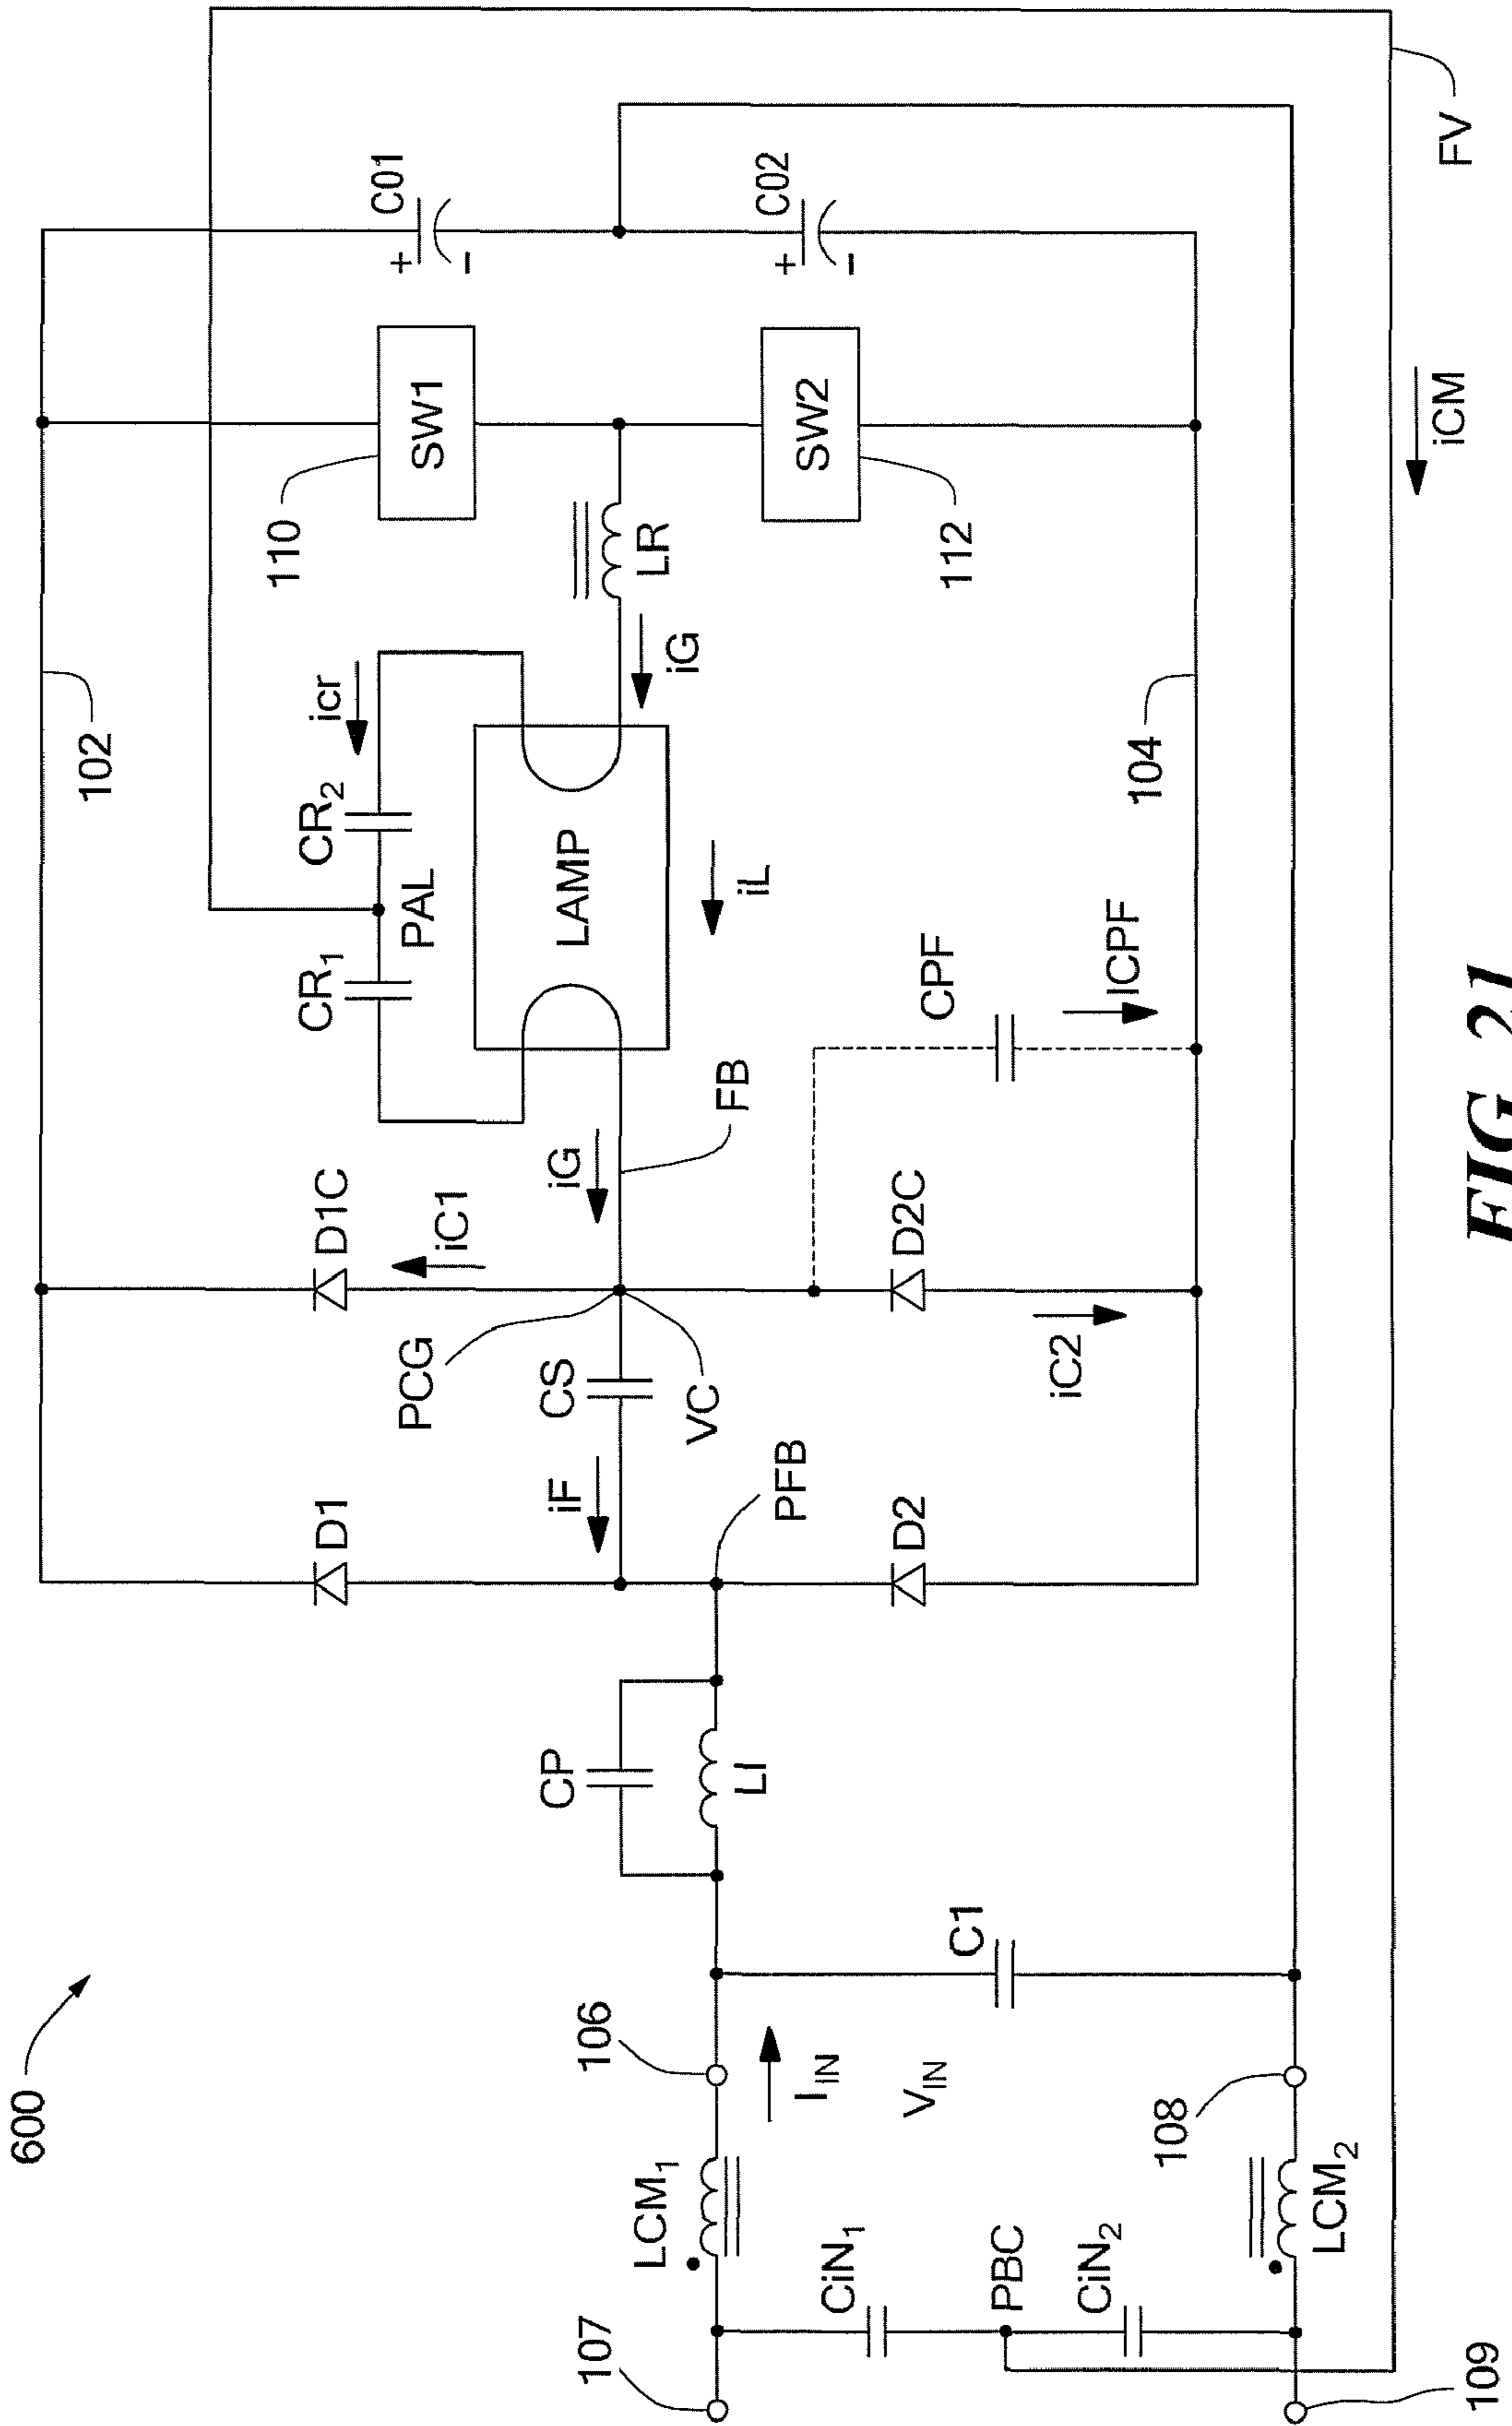 600
102
110
C01
+
-
D1
D1C
iC1
CR₁
CR₂
icr
PAL
SW1
CP
iF
CS
PCG
iG
LAMP
LR
LI
PFB
VC
FB
iL
iG
107
LCM₁
106
I_IN
V_IN
D2
D2C
CPF
iCPF
iC2
104
SW2
112
C02
+
-
CiN₁
PBC
CiN₂
C1
108
109
LCM₂
iCM
FV
FIG. 21